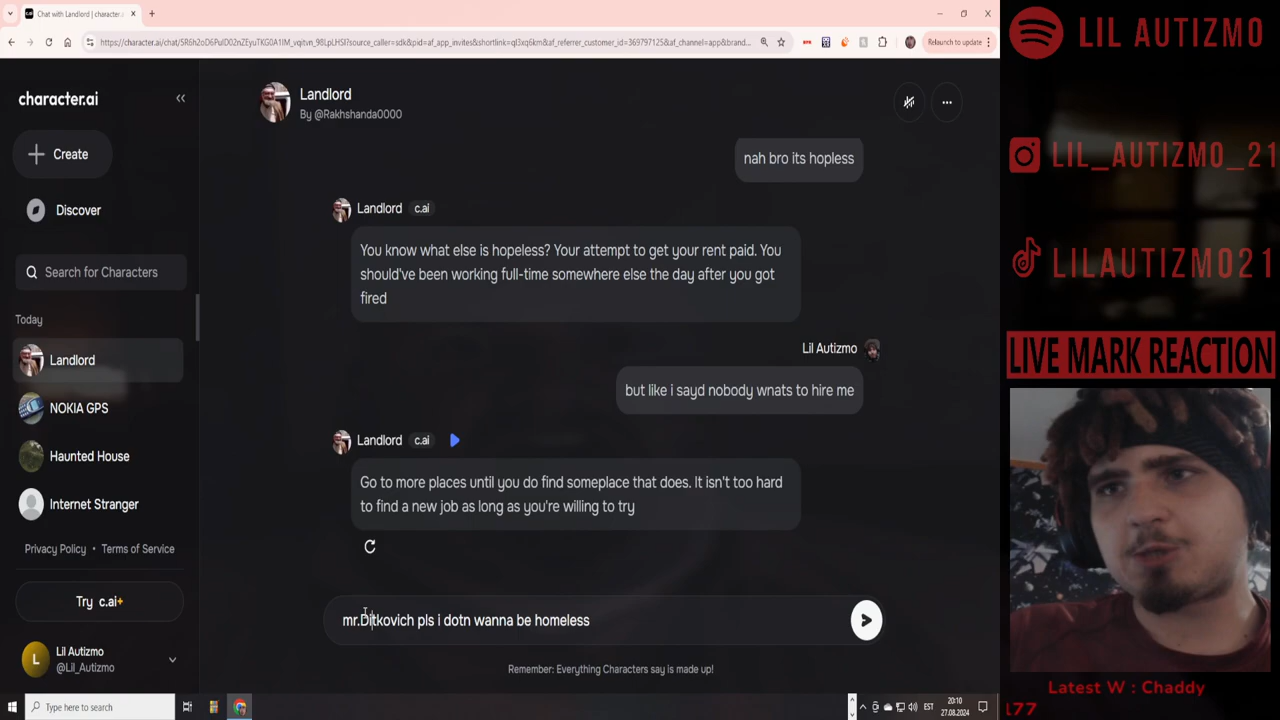 Chat with Landlord | character.ai
https://character.ai/chat/
Relaunch to update
character.ai
Create
Discover
Search for Characters
Today
Landlord
NOKIA GPS
Haunted House
Internet Stranger
Privacy Policy • Terms of Service
Try c.ai+
L
Lil Autizmo
@Lil_Autizmo
Landlord
By @Rakhshanda0000
nah bro its hopless
Landlord c.ai
You know what else is hopeless? Your attempt to get your rent paid. You
should've been working full-time somewhere else the day after you got
fired
Lil Autizmo
but like i sayd nobody wnats to hire me
Landlord c.ai
Go to more places until you do find someplace that does. It isn't too hard
to find a new job as long as you're willing to try
mr.Ditkovich pls i dotn wanna be homeless
Remember: Everything Characters say is made up!
LIL AUTIZMO
LIL_AUTIZMO_21
LILAUTIZMO21
LIVE MARK REACTION
Latest W : Chaddy
177
Type here to search
EST
20:10
27.08.2024